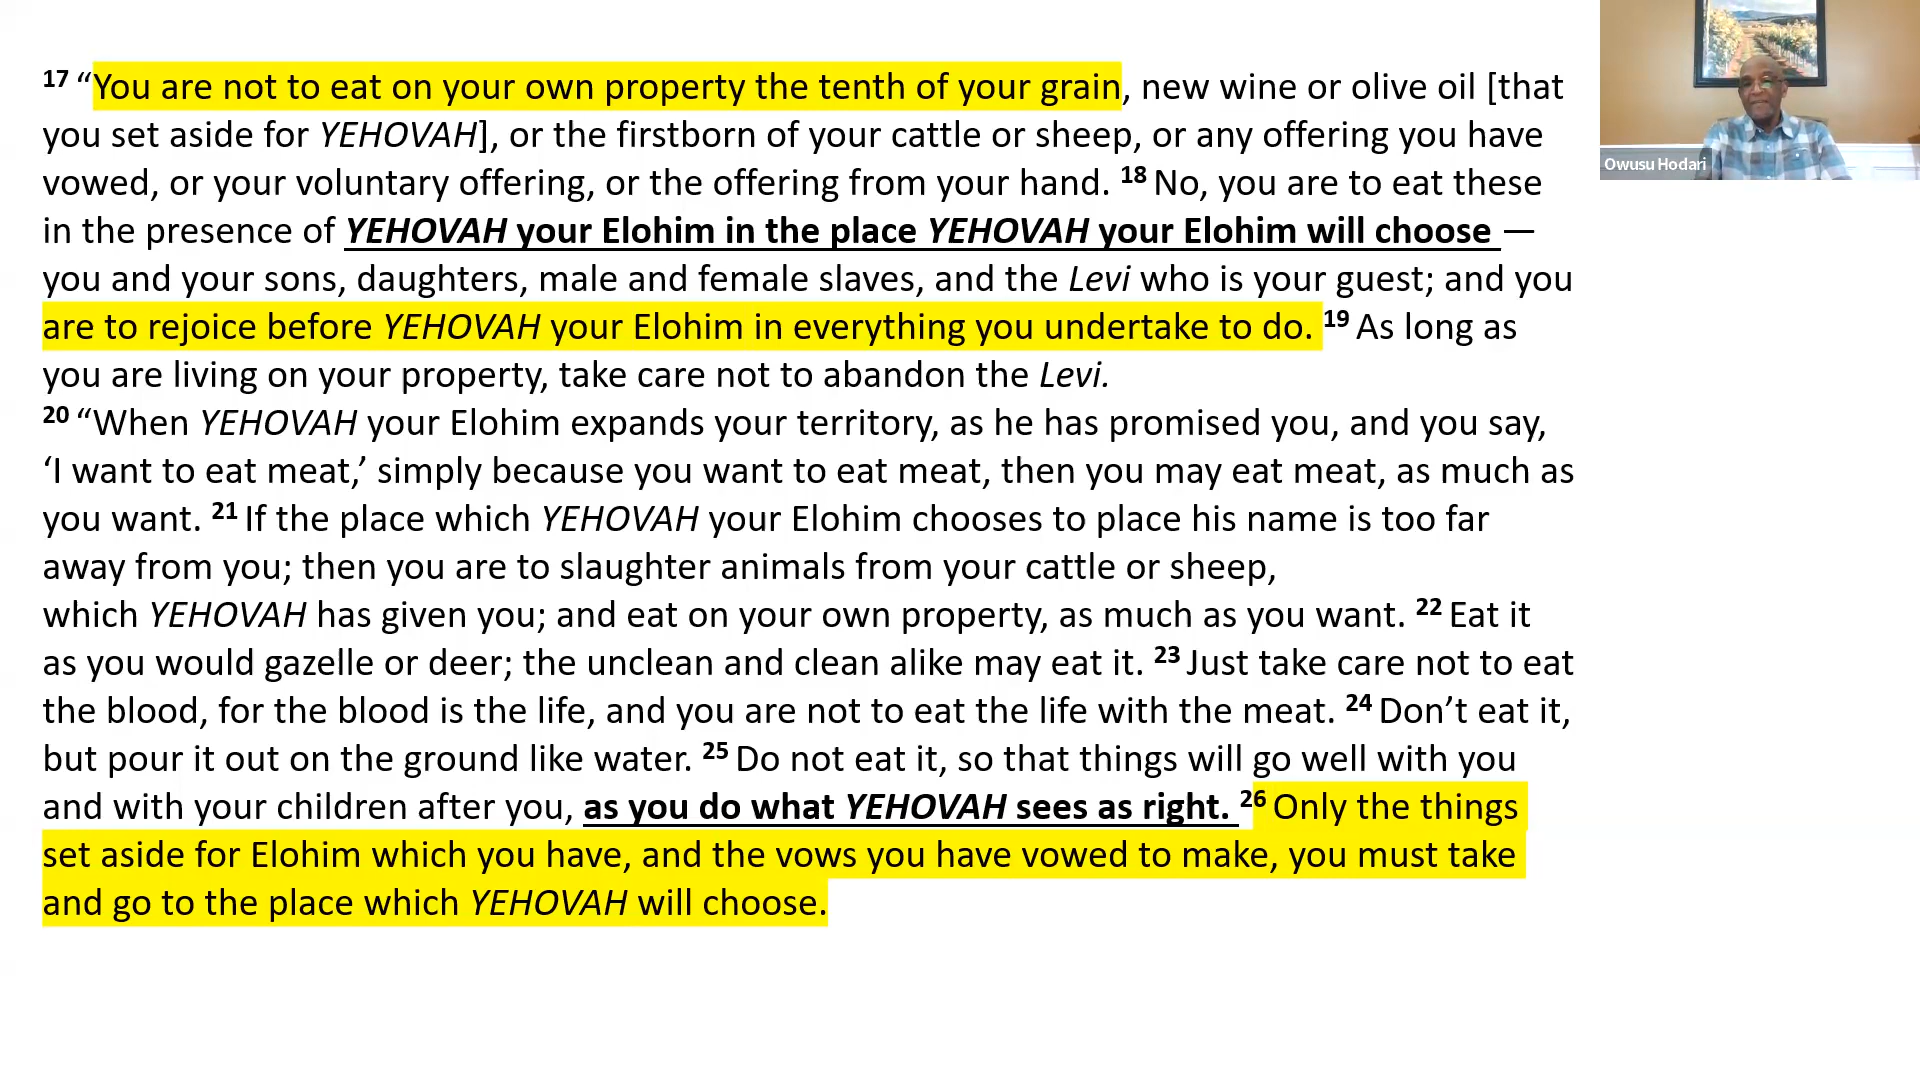 17 “You are not to eat on your own property the tenth of your grain, new wine or olive oil [that
you set aside for YEHOVAH], or the firstborn of your cattle or sheep, or any offering you have
vowed, or your voluntary offering, or the offering from your hand. 18 No, you are to eat these
in the presence of YEHOVAH your Elohim in the place YEHOVAH your Elohim will choose —
you and your sons, daughters, male and female slaves, and the Levi who is your guest; and you
are to rejoice before YEHOVAH your Elohim in everything you undertake to do. 19 As long as
you are living on your property, take care not to abandon the Levi.
20 “When YEHOVAH your Elohim expands your territory, as he has promised you, and you say,
‘I want to eat meat,’ simply because you want to eat meat, then you may eat meat, as much as
you want. 21 If the place which YEHOVAH your Elohim chooses to place his name is too far
away from you; then you are to slaughter animals from your cattle or sheep,
which YEHOVAH has given you; and eat on your own property, as much as you want. 22 Eat it
as you would gazelle or deer; the unclean and clean alike may eat it. 23 Just take care not to eat
the blood, for the blood is the life, and you are not to eat the life with the meat. 24 Don’t eat it,
but pour it out on the ground like water. 25 Do not eat it, so that things will go well with you
and with your children after you, as you do what YEHOVAH sees as right. 26 Only the things
set aside for Elohim which you have, and the vows you have vowed to make, you must take
and go to the place which YEHOVAH will choose.
Owusu Hodari